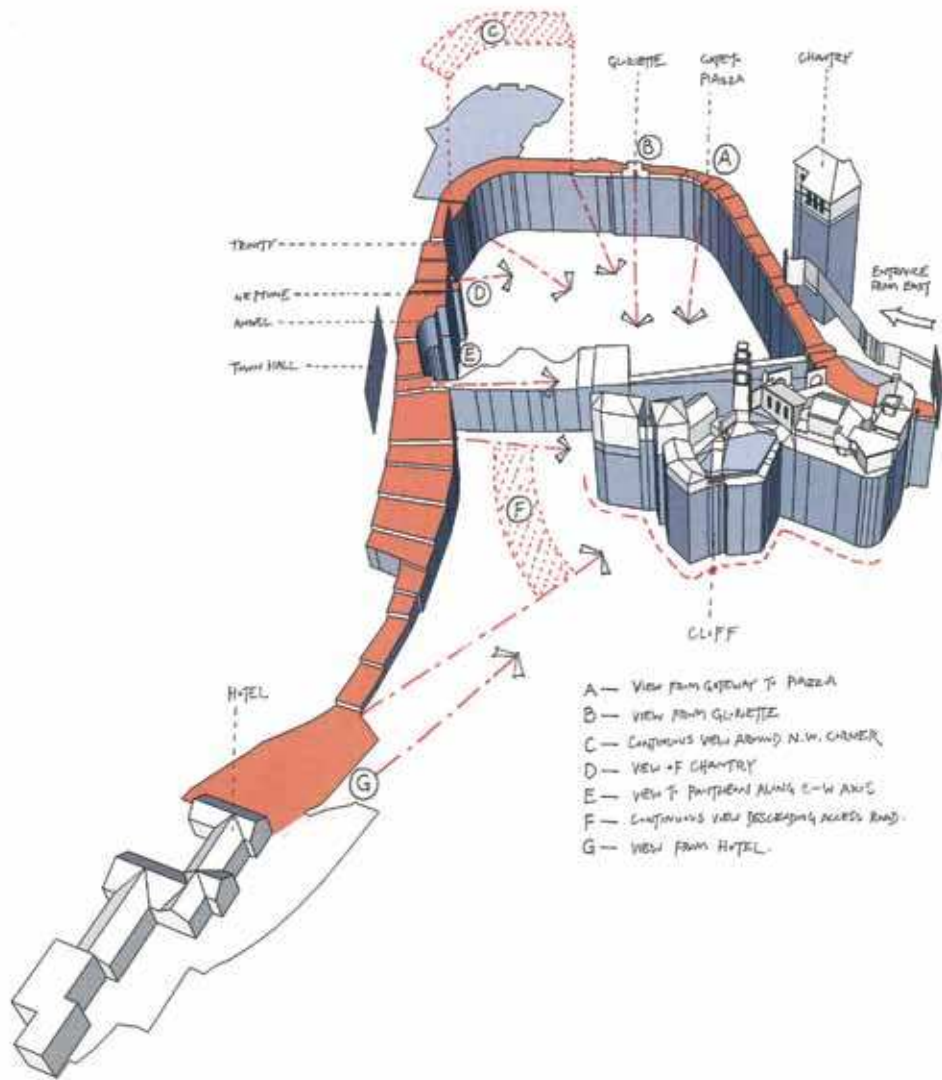 C
GLORIETTE
GATE TO
PIAZZA
CHANTRY
B
A
TRINITY
D
NEPTUNE
ENTRANCE
FROM EAST
ANGEL
E
TOWN HALL
F
CLIFF
HOTEL
G
A — VIEW FROM GATEWAY TO PIAZZA
B — VIEW FROM GLORIETTE
C — CONTINUOUS VIEW AROUND N.W. CORNER
D — VIEW OF CHANTRY
E — VIEW TO PANTHEON ALONG E-W AXIS
F — CONTINUOUS VIEW DESCENDING ACCESS ROAD.
G — VIEW FROM HOTEL.